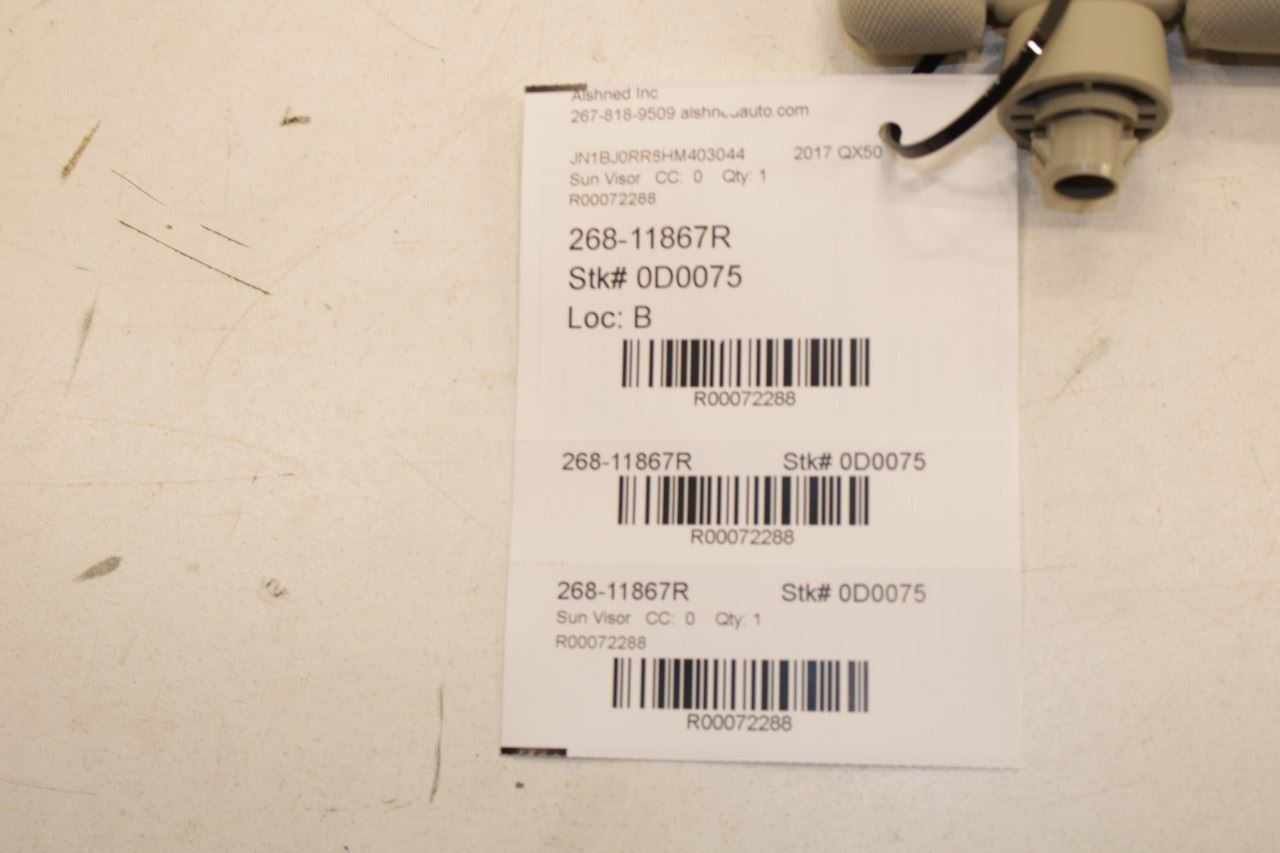 Alshned Inc
267-818-9509 alshnedauto.com
JN1BJ0RR8HM403044 2017 QX50
Sun Visor CC: 0 Qty: 1
R00072288
268-11867R
Stk# 0D0075
Loc: B
R00072288
268-11867R Stk# 0D0075
R00072288
268-11867R Stk# 0D0075
Sun Visor CC: 0 Qty: 1
R00072288
R00072288